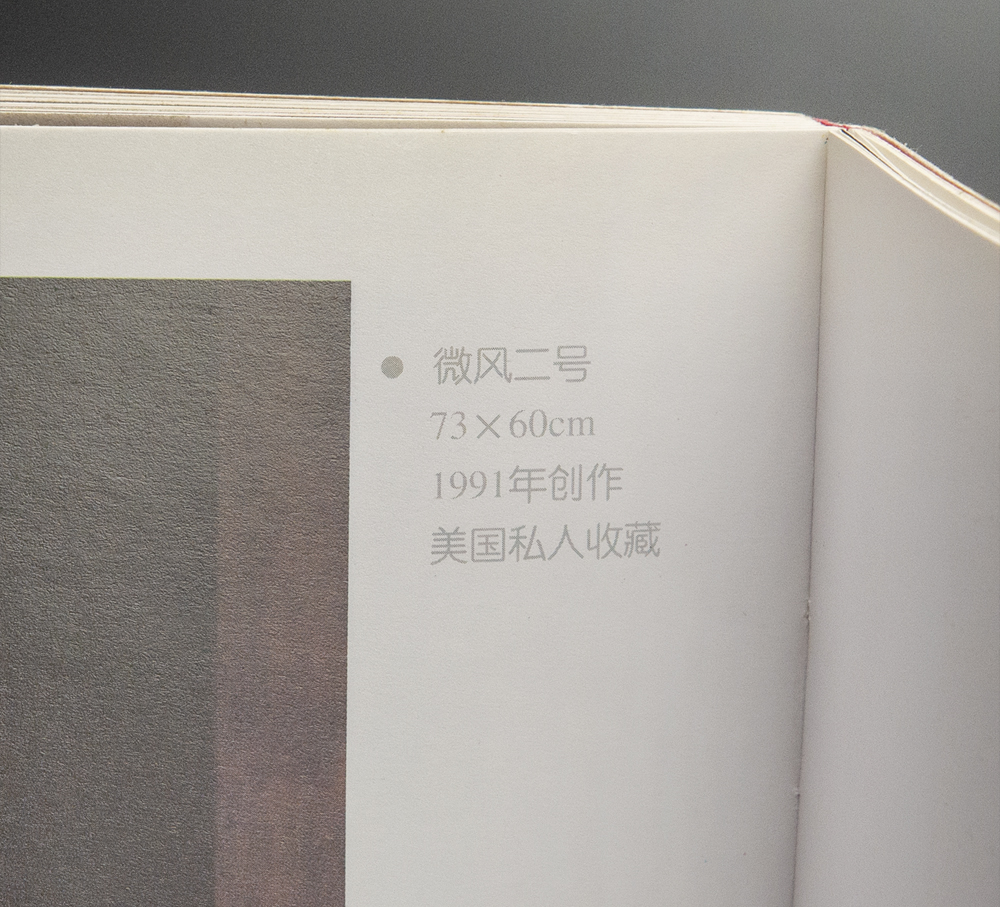 ● 微风二号
73×60cm
1991年创作
美国私人收藏